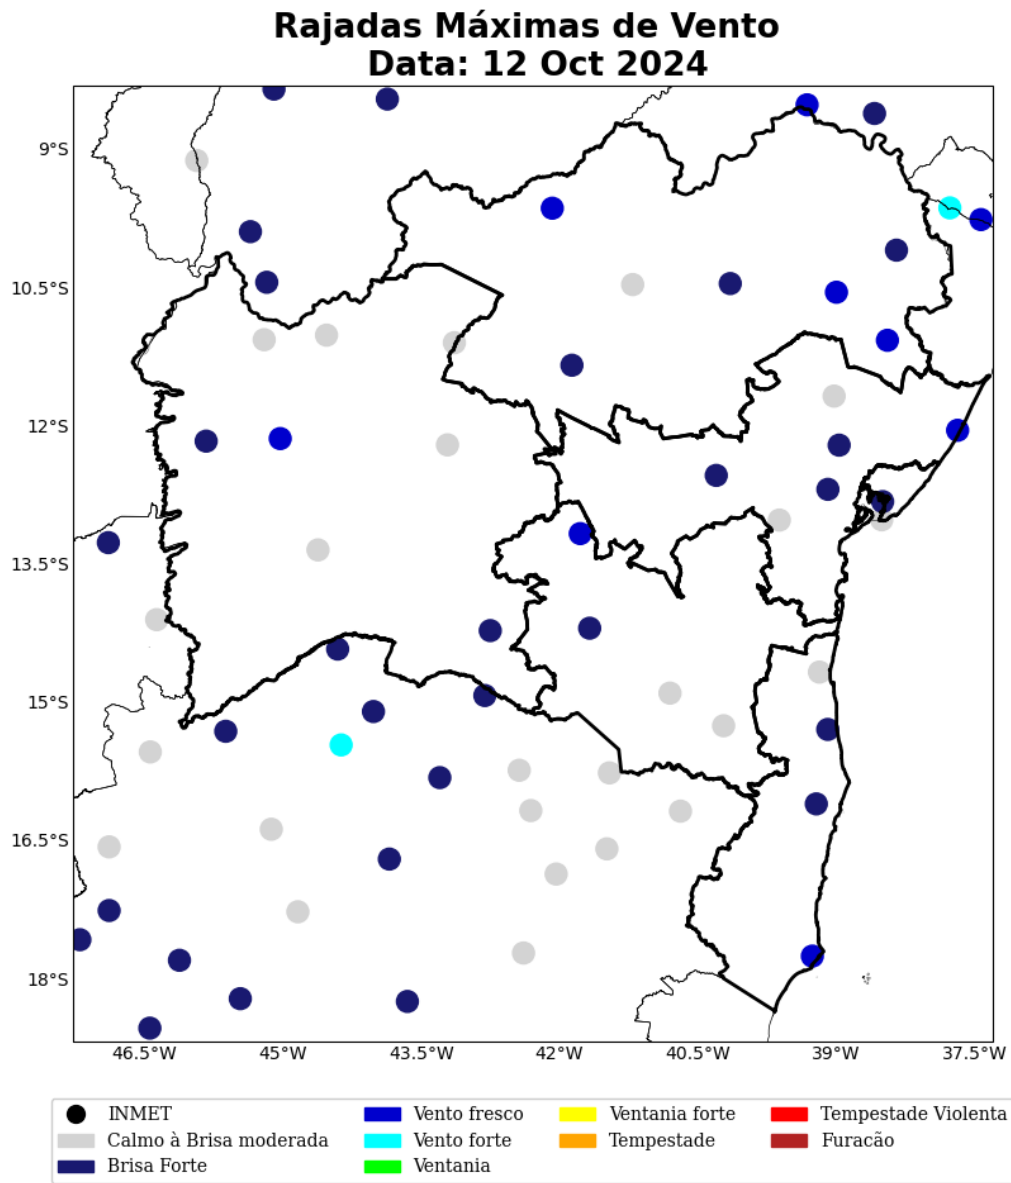 Rajadas Máximas de Vento
Data: 12 Oct 2024
9°S
10.5°S
12°S
13.5°S
15°S
16.5°S
18°S
46.5°W 45°W 43.5°W 42°W 40.5°W 39°W 37.5°W
INMET Vento fresco Ventania forte Tempestade Violenta
Calmo à Brisa moderada Vento forte Tempestade Furacão
Brisa Forte Ventania